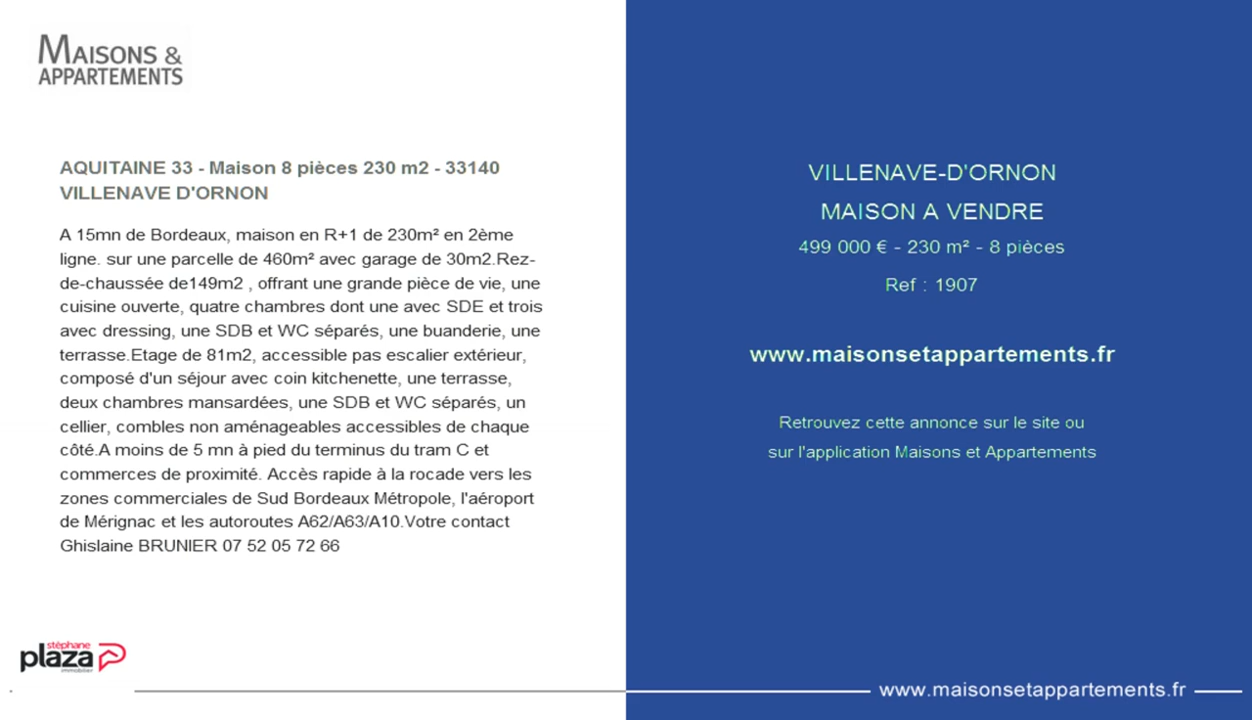 MAISONS &
APPARTEMENTS
AQUITAINE 33 - Maison 8 pièces 230 m2 - 33140
VILLENAVE D'ORNON
A 15mn de Bordeaux, maison en R+1 de 230m² en 2ème
ligne. sur une parcelle de 460m² avec garage de 30m2.Rez-
de-chaussée de149m2 , offrant une grande pièce de vie, une
cuisine ouverte, quatre chambres dont une avec SDE et trois
avec dressing, une SDB et WC séparés, une buanderie, une
terrasse.Etage de 81m2, accessible pas escalier extérieur,
composé d'un séjour avec coin kitchenette, une terrasse,
deux chambres mansardées, une SDB et WC séparés, un
cellier, combles non aménageables accessibles de chaque
côté.A moins de 5 mn à pied du terminus du tram C et
commerces de proximité. Accès rapide à la rocade vers les
zones commerciales de Sud Bordeaux Métropole, l'aéroport
de Mérignac et les autoroutes A62/A63/A10.Votre contact
Ghislaine BRUNIER 07 52 05 72 66
stéphane
plaza
immobilier
VILLENAVE-D'ORNON
MAISON A VENDRE
499 000 € - 230 m² - 8 pièces
Ref : 1907
www.maisonsetappartements.fr
Retrouvez cette annonce sur le site ou
sur l'application Maisons et Appartements
www.maisonsetappartements.fr